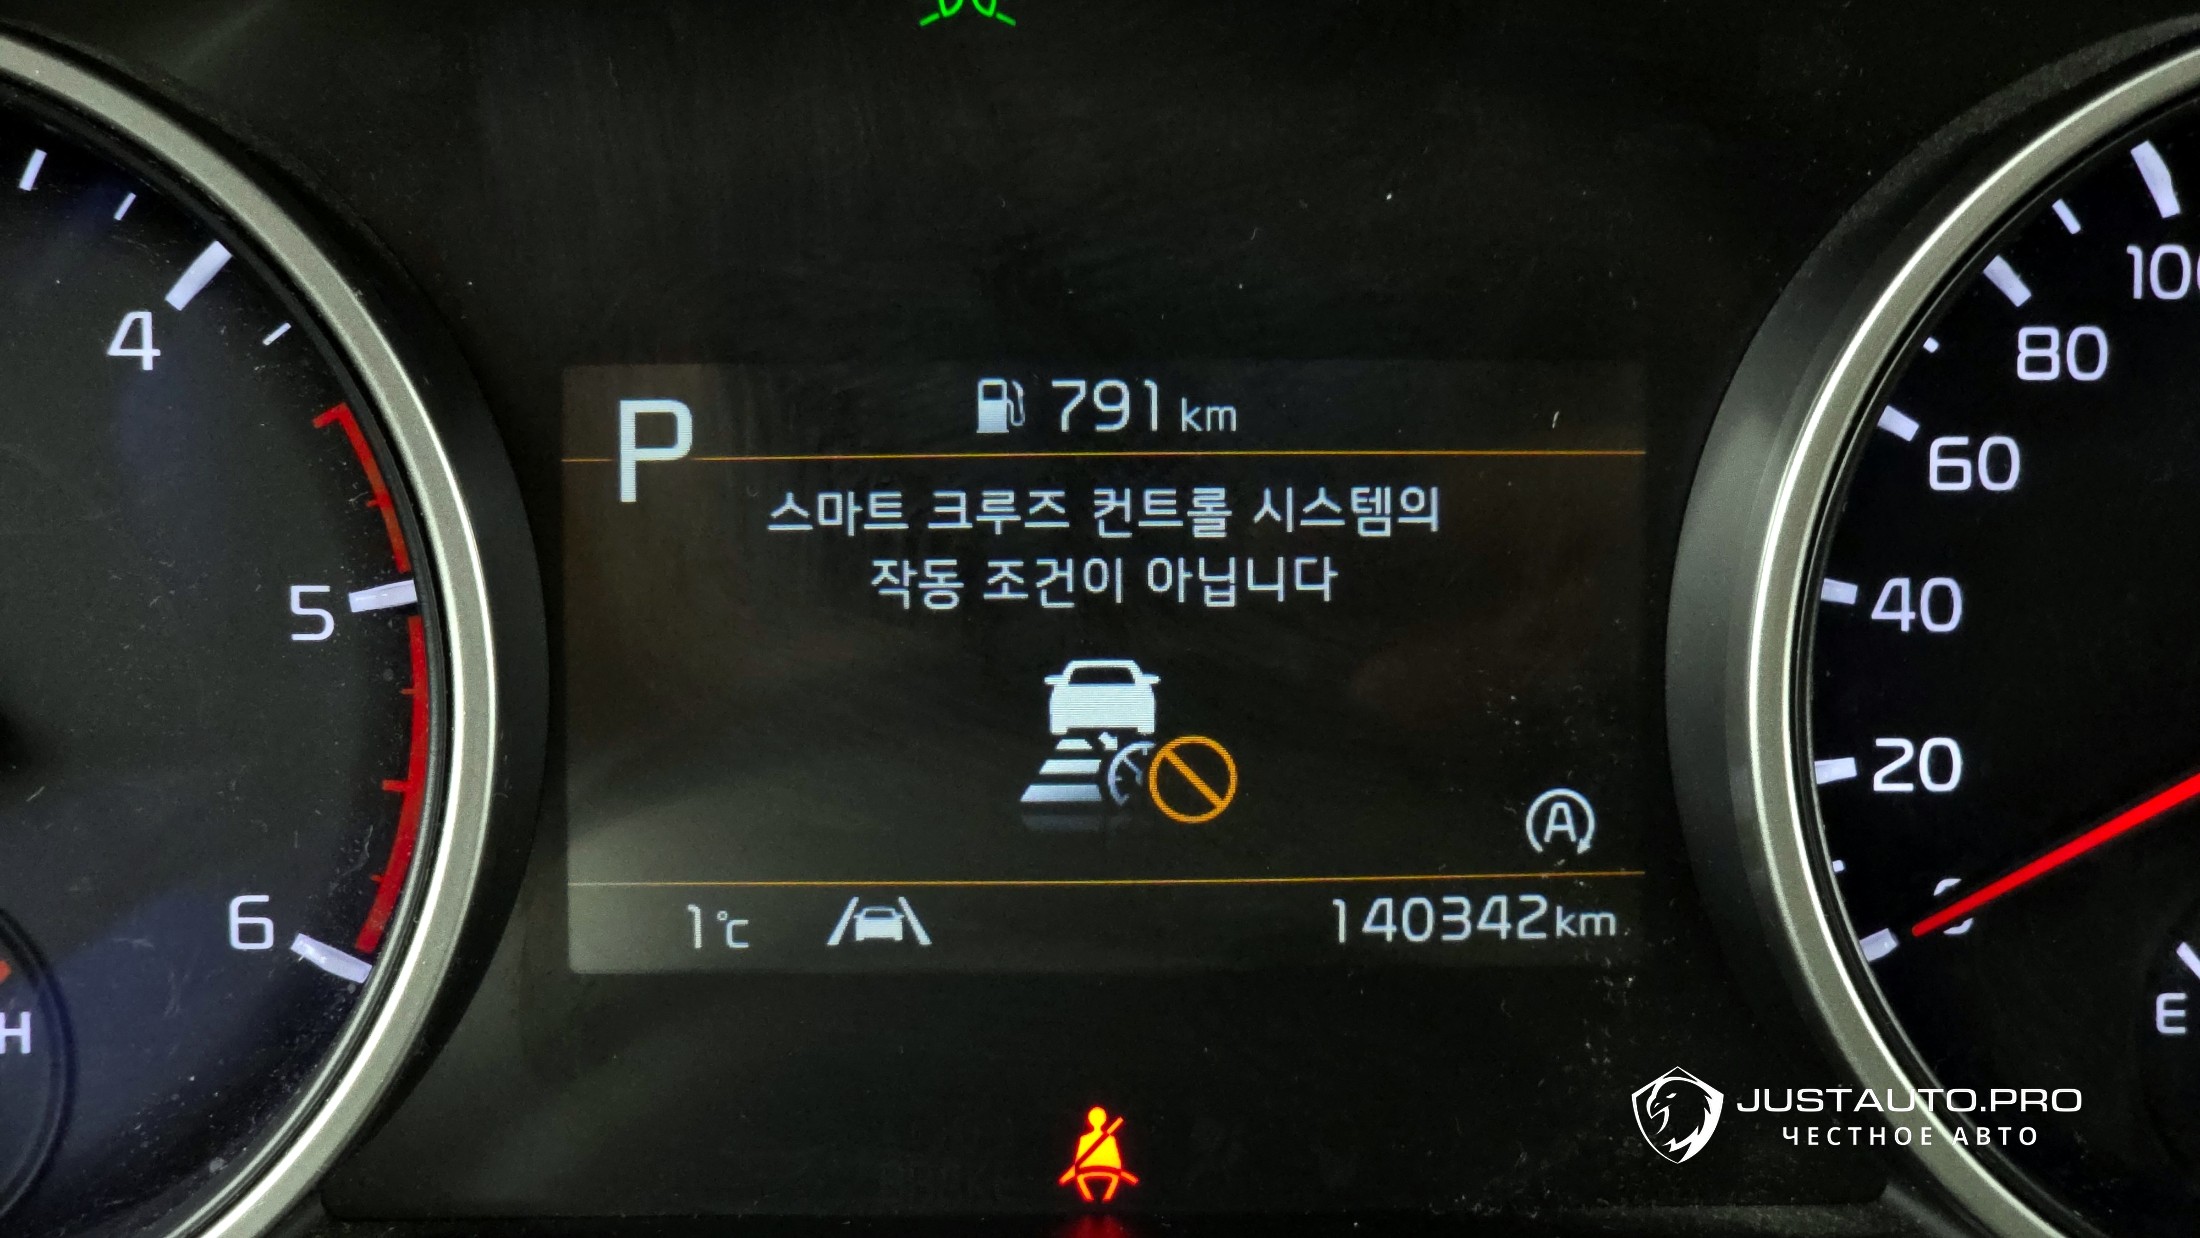 4
5
6
H
P
791 km
스마트 크루즈 컨트롤 시스템의
작동 조건이 아닙니다
A
1℃
140342km
80
60
40
20
0
E
JUSTAUTO.PRO
ЧЕСТНОЕ АВТО